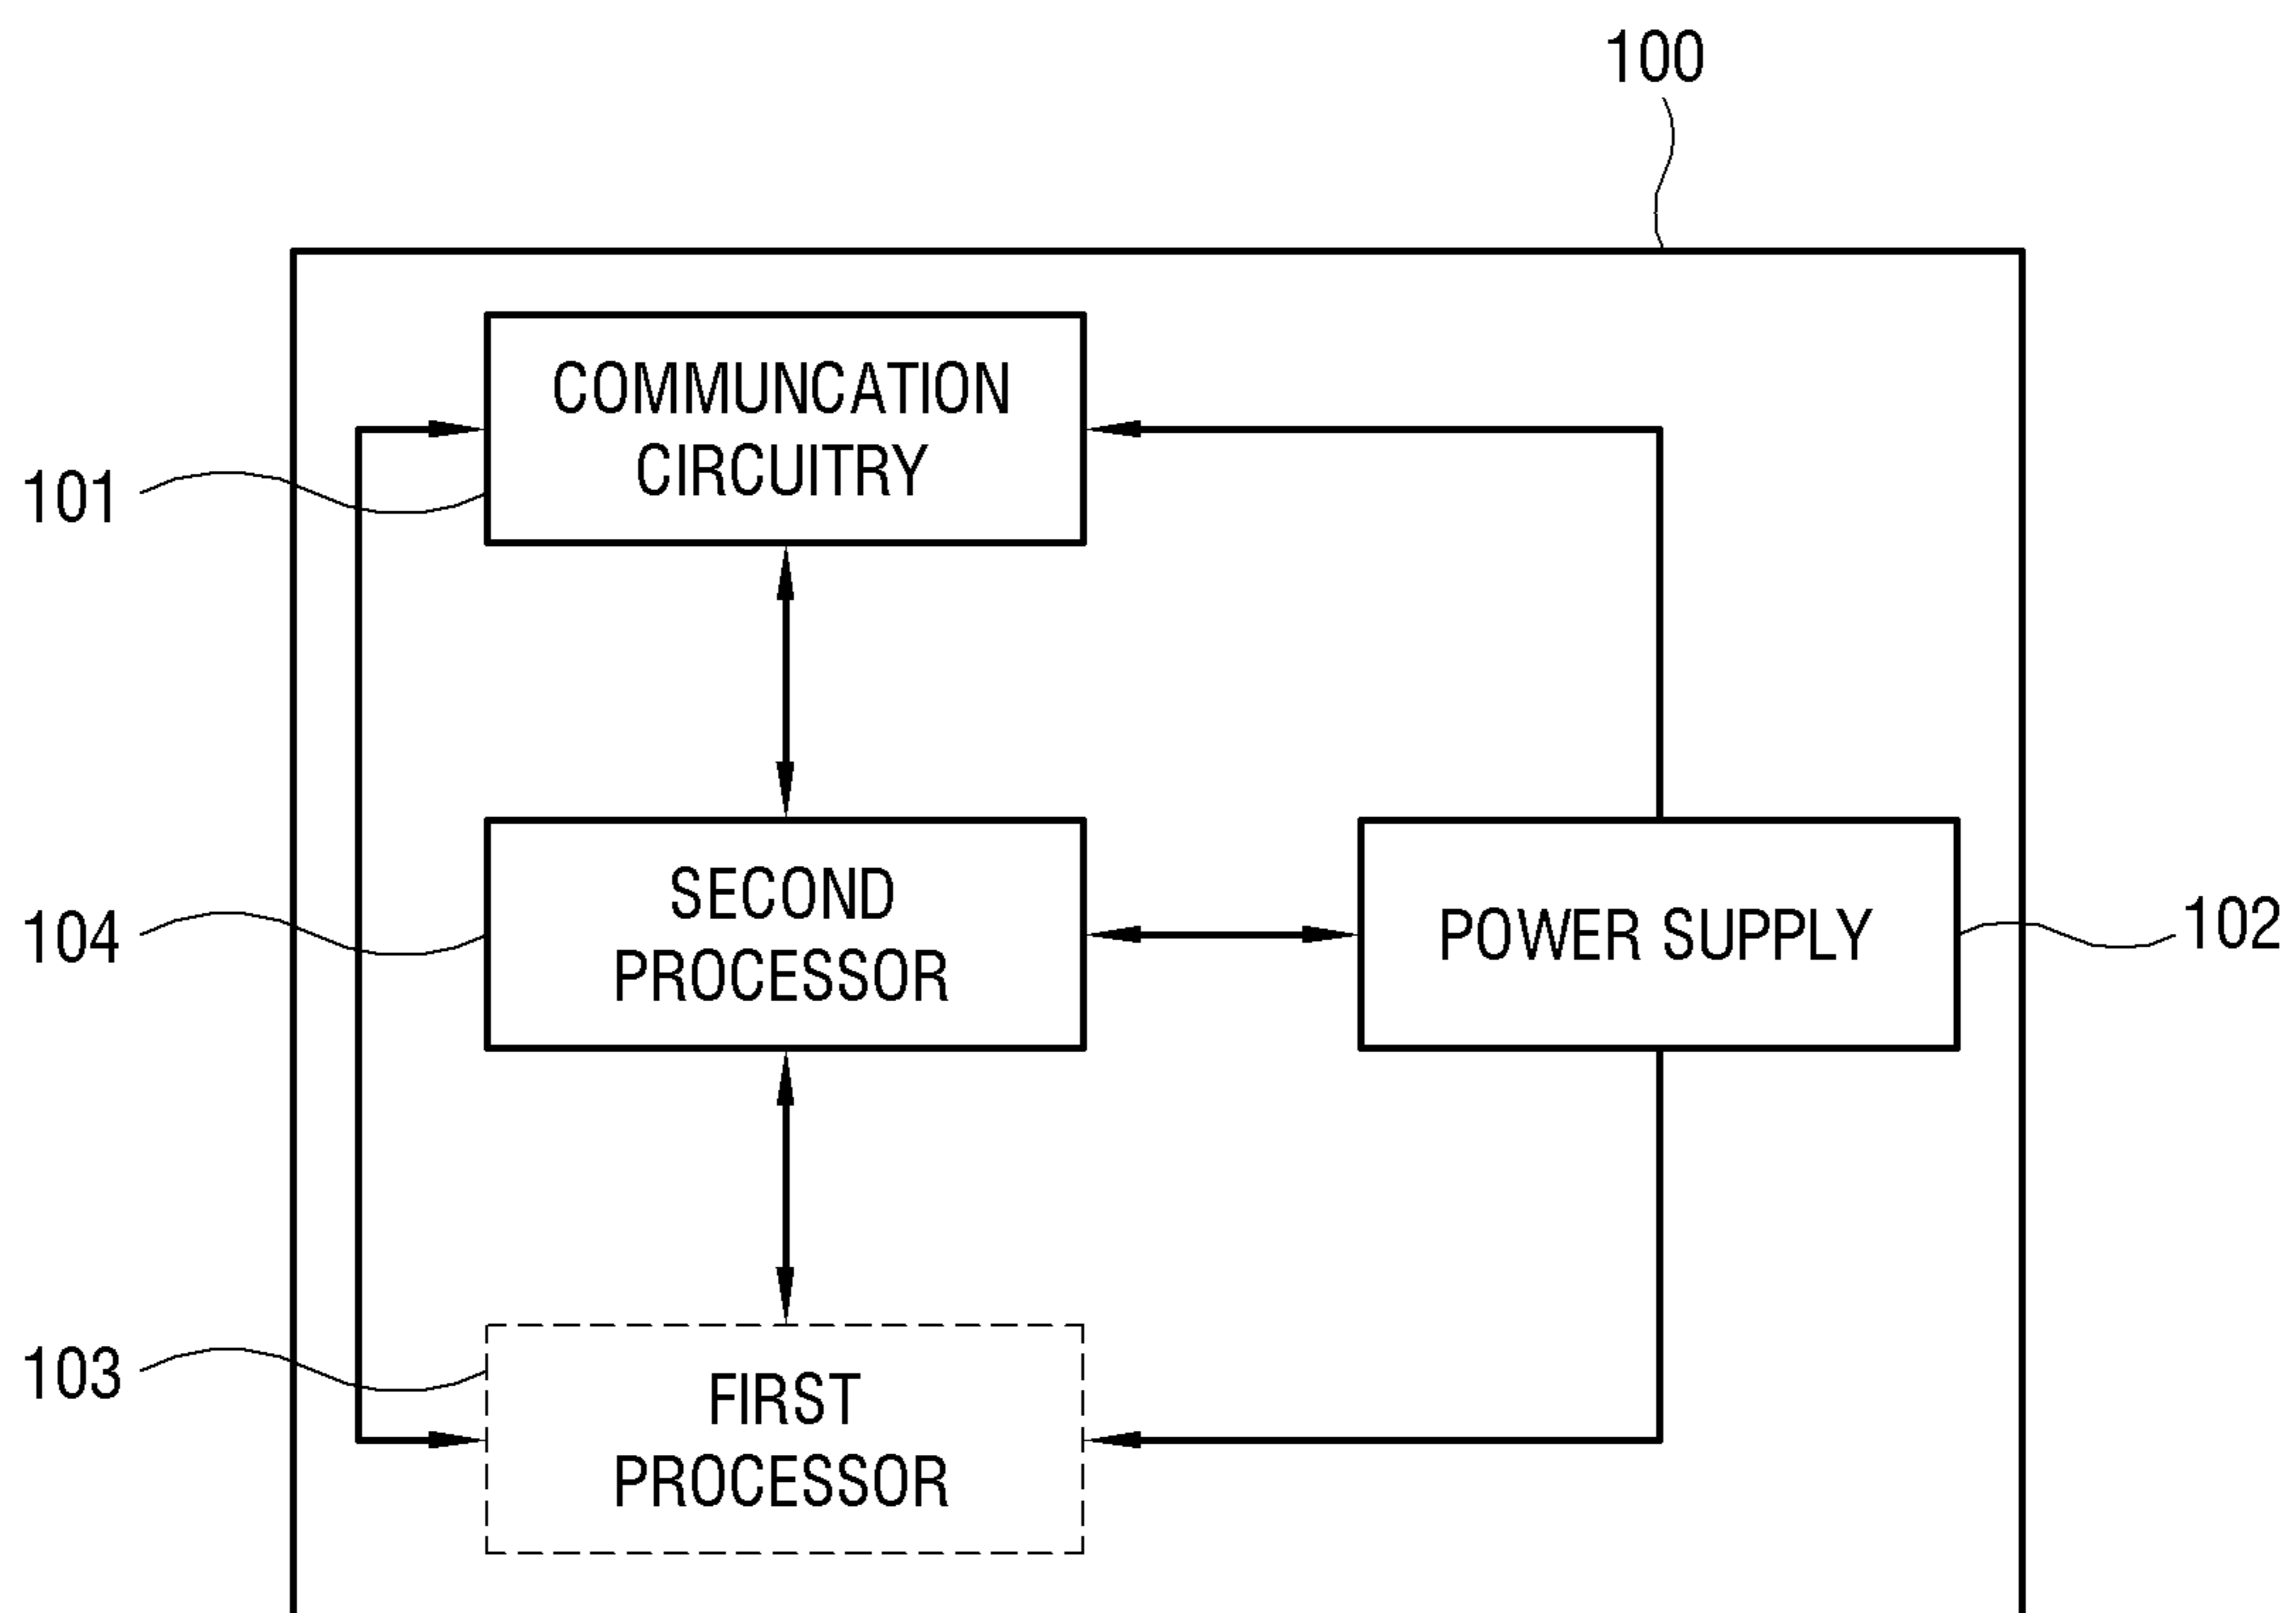 100
COMMUNCATION
CIRCUITRY
101
SECOND
PROCESSOR
104
POWER SUPPLY
102
103
FIRST
PROCESSOR